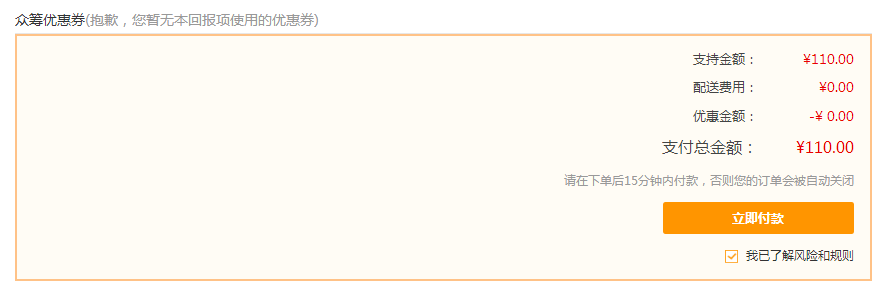 众筹优惠券(抱歉，您暂无本回报项使用的优惠券)
支持金额： ¥110.00
配送费用： ¥0.00
优惠金额： -¥ 0.00
支付总金额： ¥110.00
请在下单后15分钟内付款，否则您的订单会被自动关闭
立即付款
我已了解风险和规则